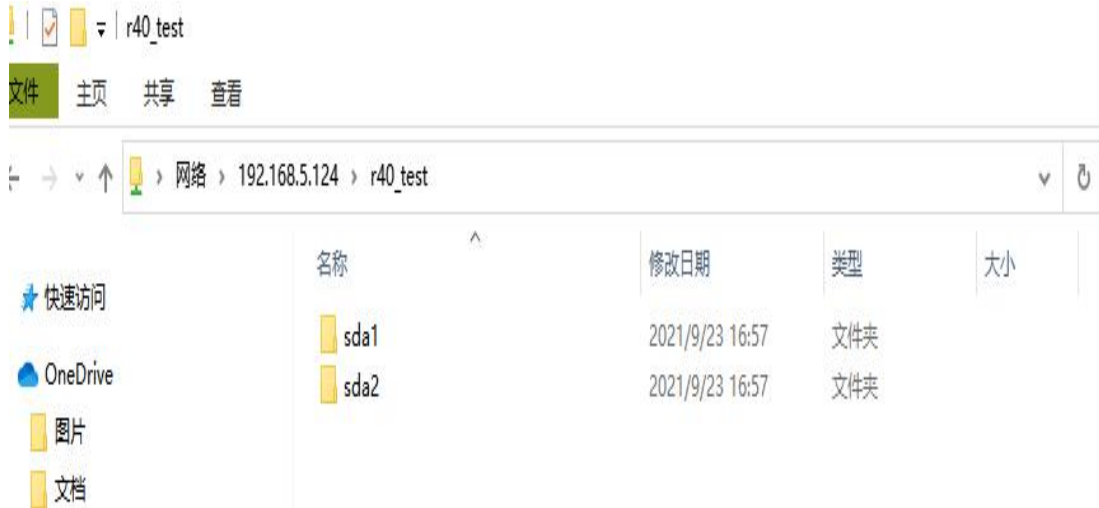 r40_test
文件 主页 共享 查看
网络 › 192.168.5.124 › r40_test
名称 修改日期 类型 大小
快速访问
sda1 2021/9/23 16:57 文件夹
OneDrive
sda2 2021/9/23 16:57 文件夹
图片
文档